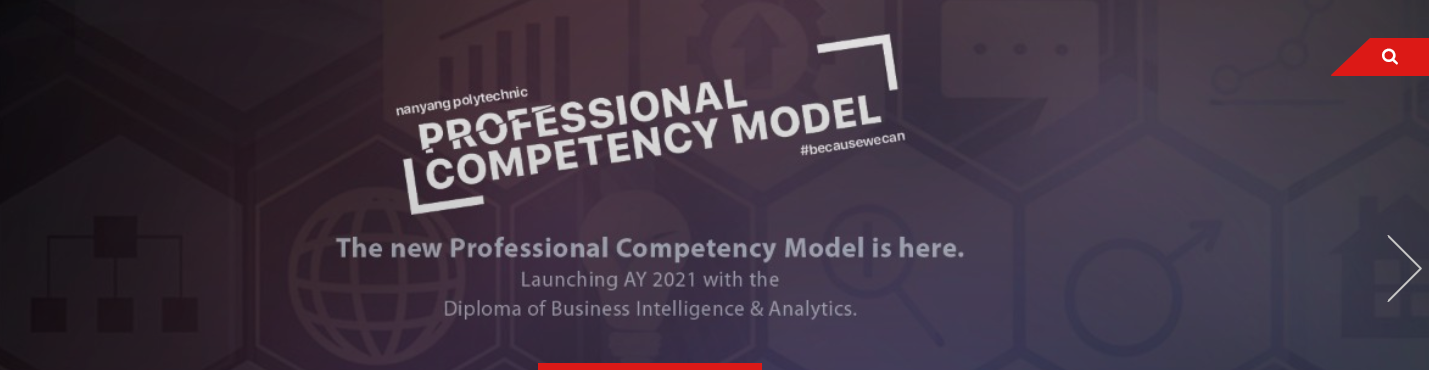 nanyang polytechnic
PROFESSIONAL
COMPETENCY MODEL
#becausewecan
The new Professional Competency Model is here.
Launching AY 2021 with the
Diploma of Business Intelligence & Analytics.